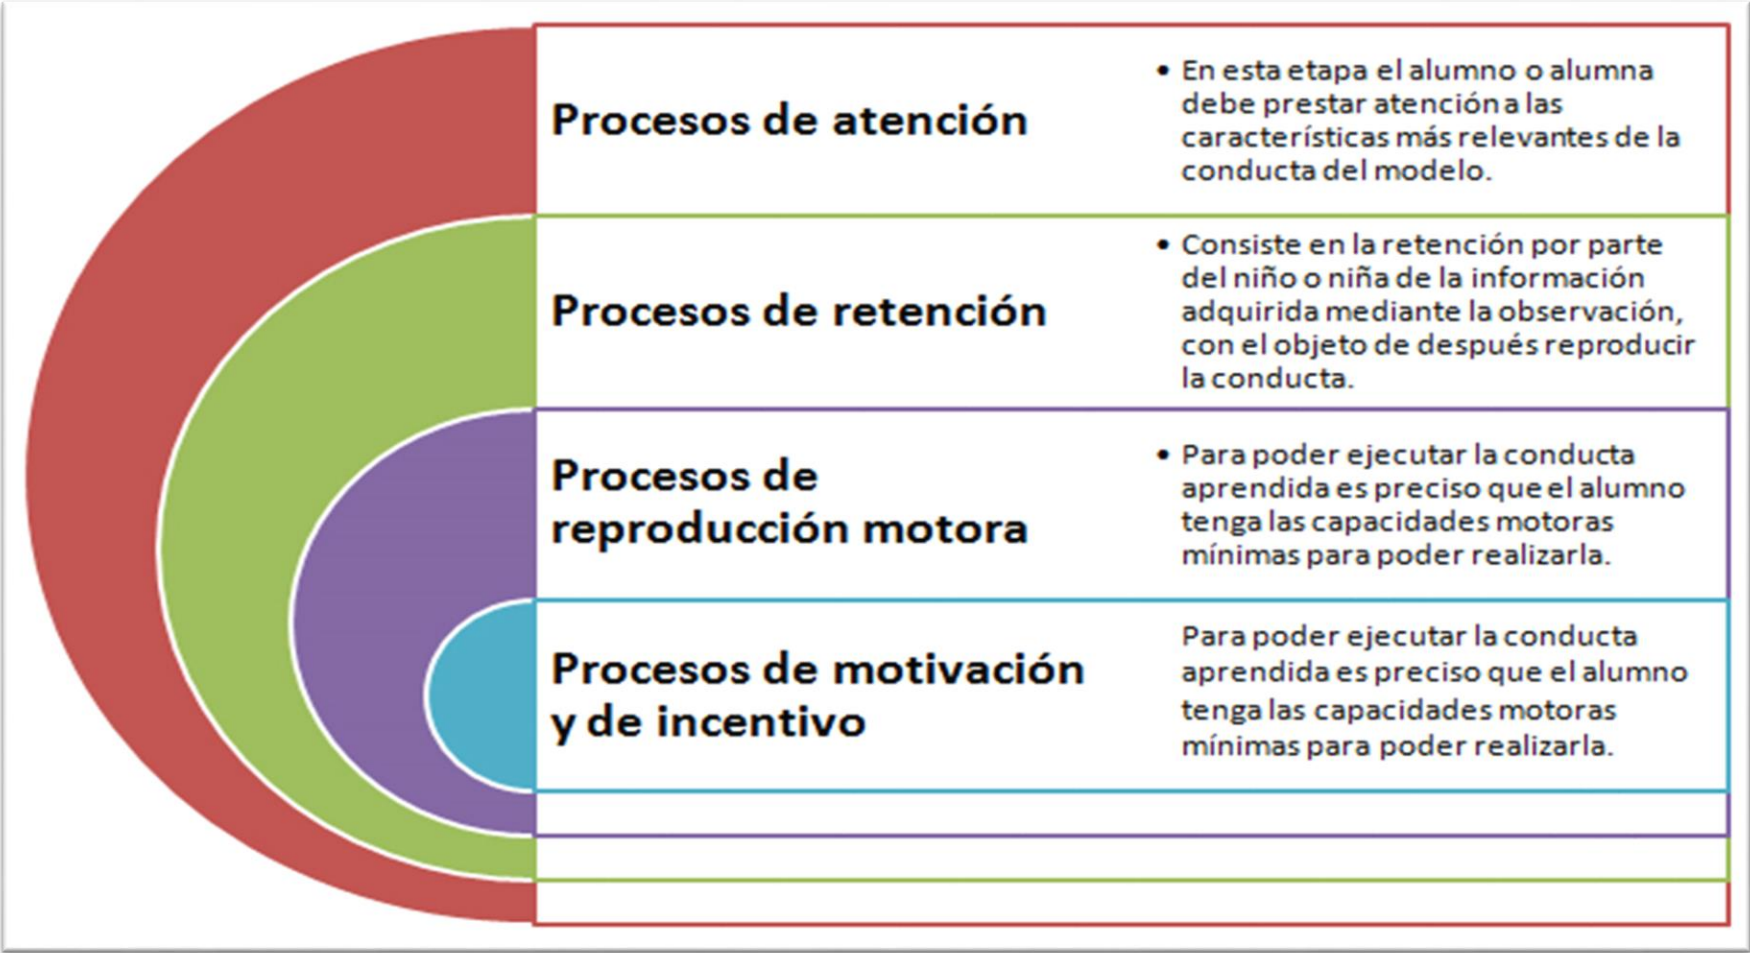 Procesos de atención
• En esta etapa el alumno o alumna
debe prestar atención a las
características más relevantes de la
conducta del modelo.
Procesos de retención
• Consiste en la retención por parte
del niño o niña de la información
adquirida mediante la observación,
con el objeto de después reproducir
la conducta.
Procesos de
reproducción motora
• Para poder ejecutar la conducta
aprendida es preciso que el alumno
tenga las capacidades motoras
mínimas para poder realizarla.
Procesos de motivación
y de incentivo
Para poder ejecutar la conducta
aprendida es preciso que el alumno
tenga las capacidades motoras
mínimas para poder realizarla.